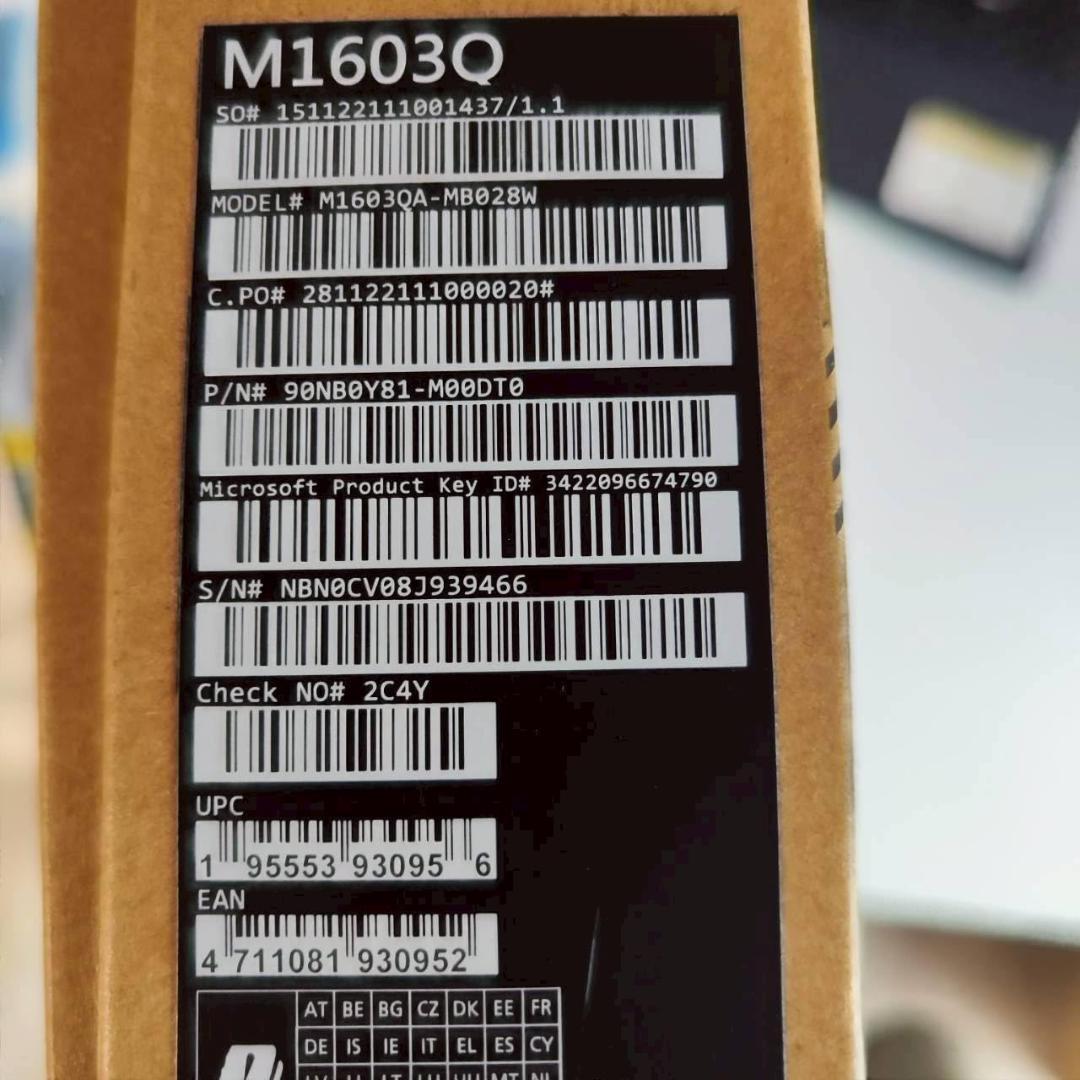 M1603Q
SO# 151122111001437/1.1
MODEL# M1603QA-MB028W
C.PO# 281122111000020#
P/N# 90NB0Y81-M00DT0
Microsoft Product Key ID# 3422096674790
S/N# NBN0CV08J939466
Check NO# 2C4Y
UPC
1 95553 93095 6
EAN
4 711081 930952
AT BE BG CZ DK EE FR
DE IS IE IT EL ES CY